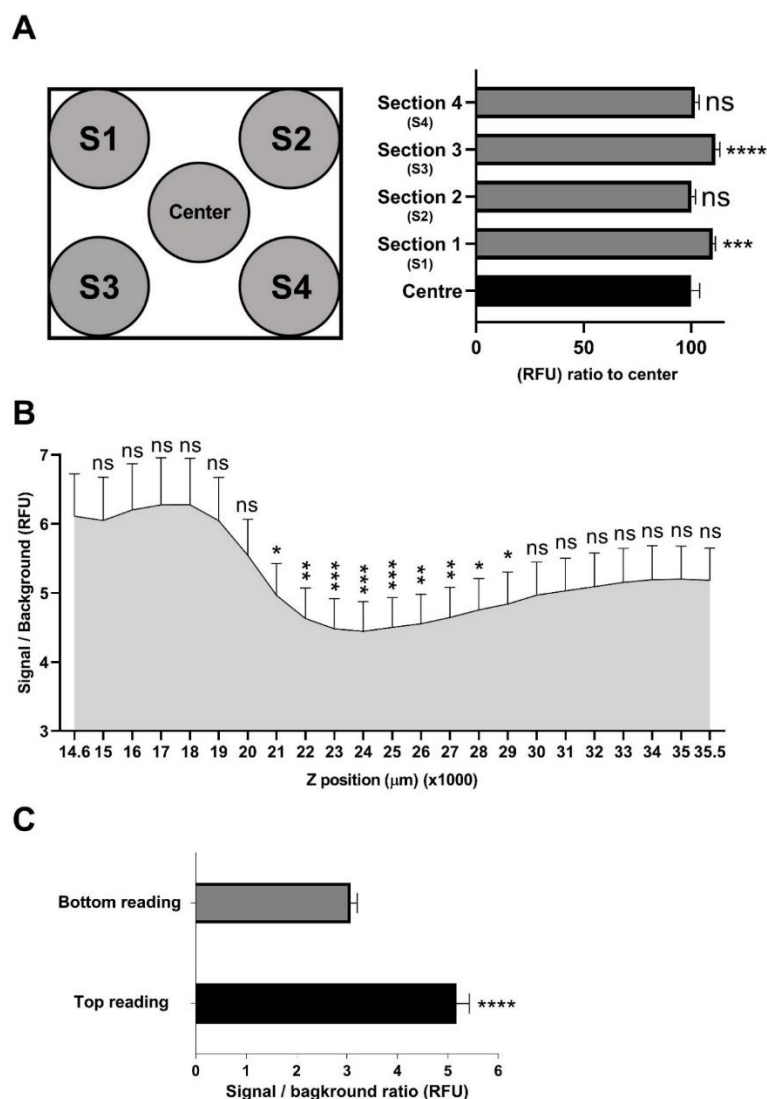 A
S1
S2
Center
S3
S4
Section 4
(S4)
ns
Section 3
(S3)
****
Section 2
(S2)
ns
Section 1
(S1)
***
Centre
0 50 100
(RFU) ratio to center
B
Signal / Background (RFU)
7
6
5
4
3
ns ns ns ns ns ns * ** *** **** *** ** ** * * ns ns ns ns ns ns ns
14.6 15 16 17 18 19 20 21 22 23 24 25 26 27 28 29 30 31 32 33 34 35 35.5
Z position (μm) (x1000)
C
Bottom reading
Top reading
****
0 1 2 3 4 5 6
Signal / bagkround ratio (RFU)